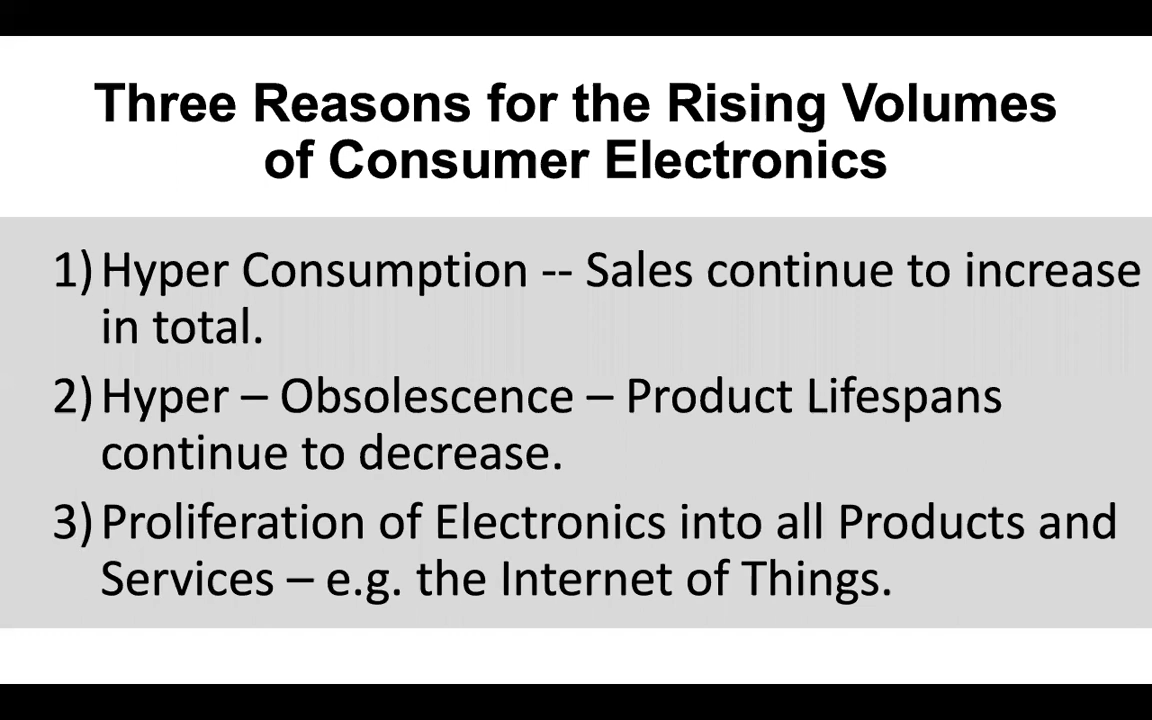 Three Reasons for the Rising Volumes
of Consumer Electronics
1) Hyper Consumption -- Sales continue to increase
in total.
2) Hyper – Obsolescence – Product Lifespans
continue to decrease.
3) Proliferation of Electronics into all Products and
Services – e.g. the Internet of Things.